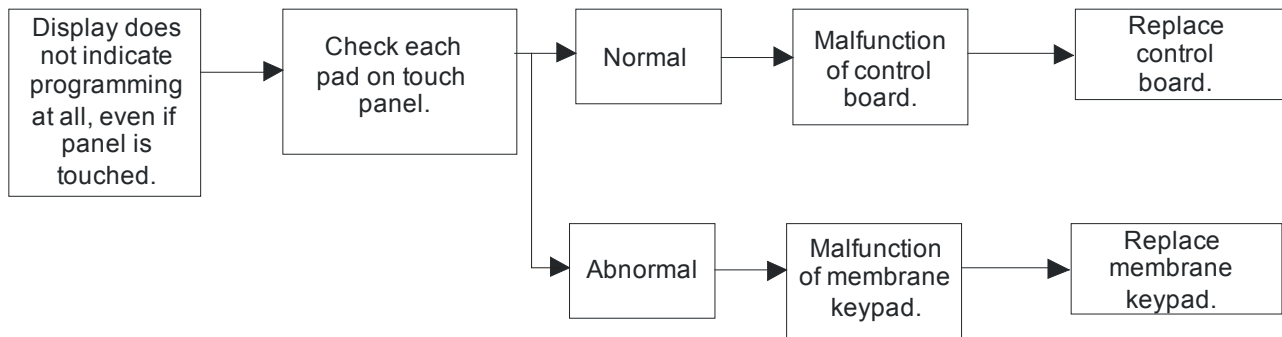 Display does
not indicate
programming
at all, even if
panel is
touched.
Check each
pad on touch
panel.
Normal
Malfunction
of control
board.
Replace
control
board.
Abnormal
Malfunction
of membrane
keypad.
Replace
membrane
keypad.